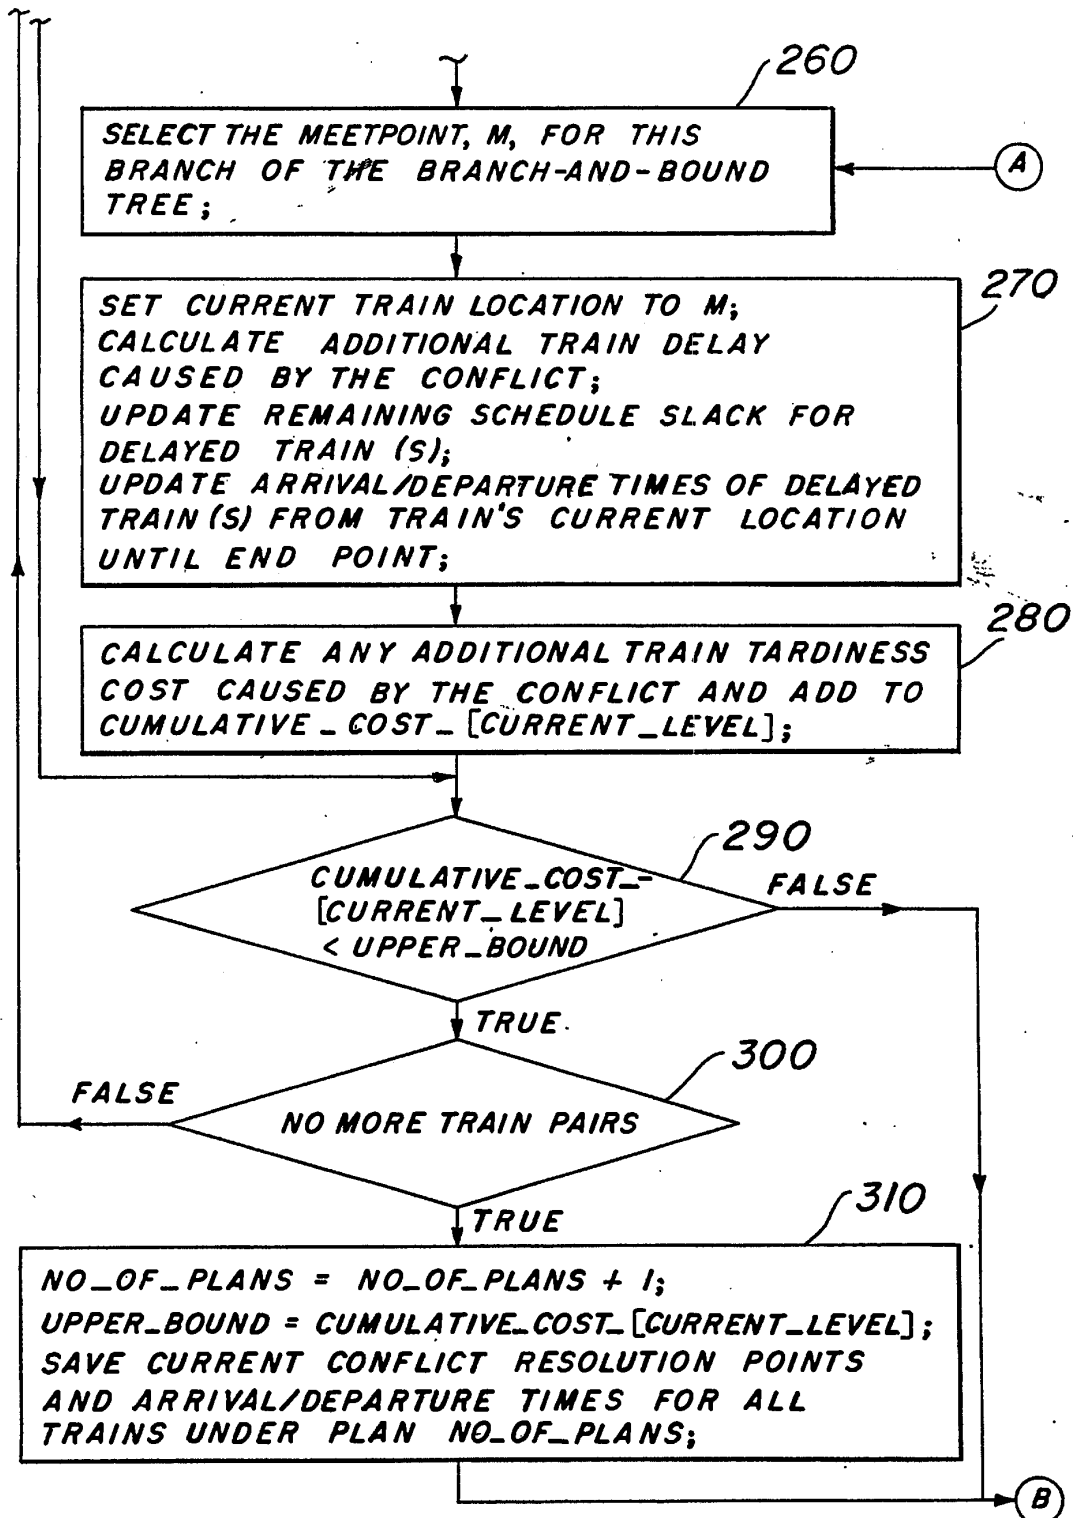 260
SELECT THE MEETPOINT, M, FOR THIS
BRANCH OF THE BRANCH-AND-BOUND
TREE;
A
270
SET CURRENT TRAIN LOCATION TO M;
CALCULATE ADDITIONAL TRAIN DELAY
CAUSED BY THE CONFLICT;
UPDATE REMAINING SCHEDULE SLACK FOR
DELAYED TRAIN (S);
UPDATE ARRIVAL/DEPARTURE TIMES OF DELAYED
TRAIN(S) FROM TRAIN'S CURRENT LOCATION
UNTIL END POINT;
280
CALCULATE ANY ADDITIONAL TRAIN TARDINESS
COST CAUSED BY THE CONFLICT AND ADD TO
CUMULATIVE_COST_[CURRENT_LEVEL];
290
CUMULATIVE_COST_-
[CURRENT_LEVEL]
< UPPER_BOUND
FALSE
TRUE
300
FALSE
NO MORE TRAIN PAIRS
TRUE
310
NO_OF_PLANS = NO_OF_PLANS + 1;
UPPER_BOUND = CUMULATIVE_COST_[CURRENT_LEVEL];
SAVE CURRENT CONFLICT RESOLUTION POINTS
AND ARRIVAL/DEPARTURE TIMES FOR ALL
TRAINS UNDER PLAN NO_OF_PLANS;
B